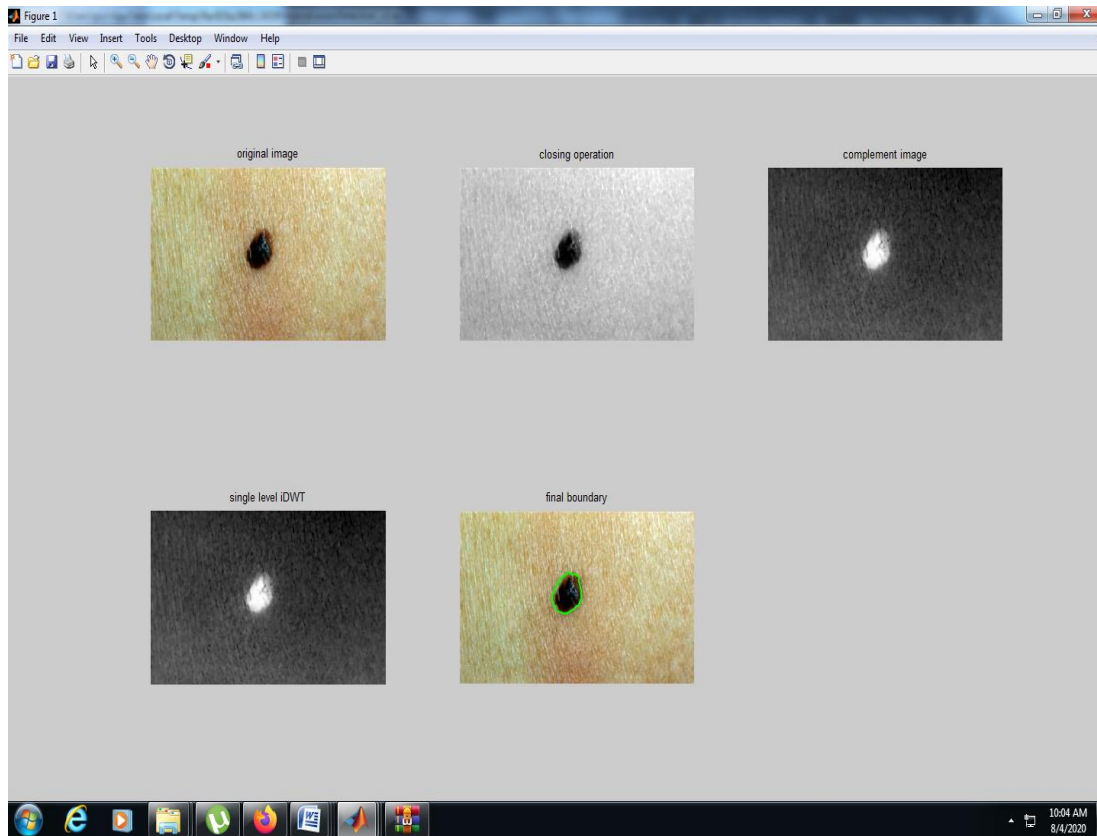 Figure 1
File Edit View Insert Tools Desktop Window Help
original image
closing operation
complement image
single level iDWT
final boundary
10:04 AM
8/4/2020